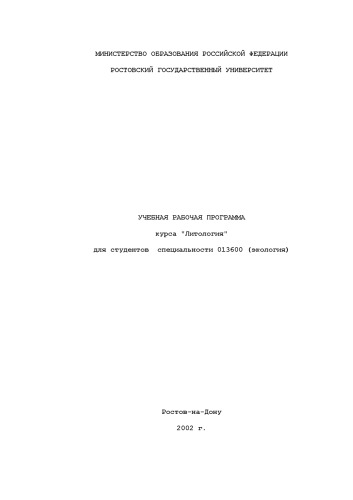 МИНИСТЕРСТВО ОБРАЗОВАНИЯ РОССИЙСКОЙ ФЕДЕРАЦИИ
РОСТОВСКИЙ ГОСУДАРСТВЕННЫЙ УНИВЕРСИТЕТ
УЧЕБНАЯ РАБОЧАЯ ПРОГРАММА
курса "Литология"
для студентов специальности 013600 (экология)
Ростов-на-Дону
2002 г.